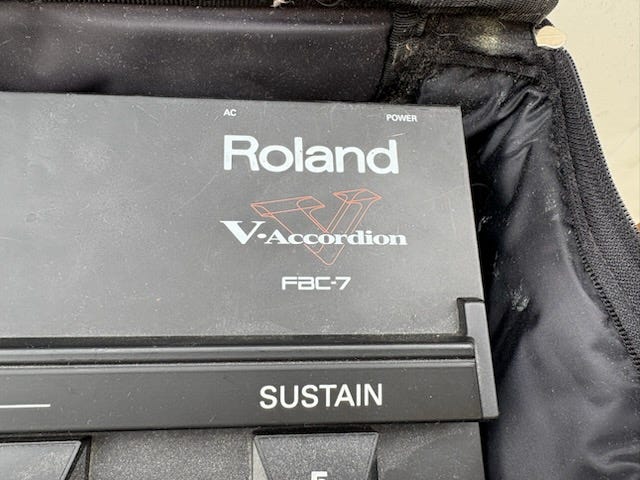 AC POWER
Roland
V-Accordion
FBC-7
SUSTAIN